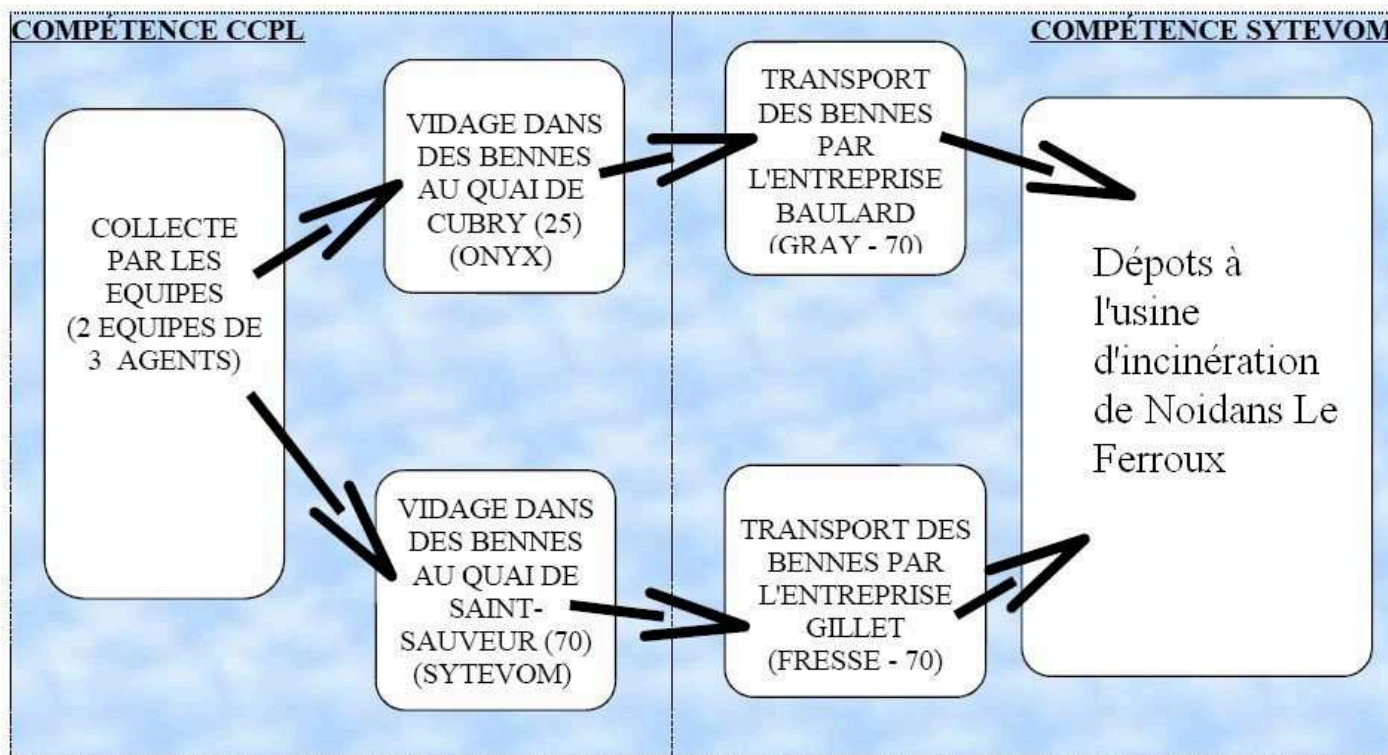 COMPÉTENCE CCPL
COMPÉTENCE SYTEVOM
COLLECTE
PAR LES
EQUIPES
(2 EQUIPES DE
3 AGENTS)
VIDAGE DANS
DES BENNES
AU QUAI DE
CUBRY (25)
(ONYX)
TRANSPORT
DES BENNES
PAR
L'ENTREPRISE
BAULARD
(GRAY - 70)
VIDAGE DANS
DES BENNES
AU QUAI DE
SAINT-
SAUVEUR (70)
(SYTEVOM)
TRANSPORT DES
BENNES PAR
L'ENTREPRISE
GILLET
(FRESSE - 70)
Dépots à
l'usine
d'incinération
de Noidans Le
Ferroux